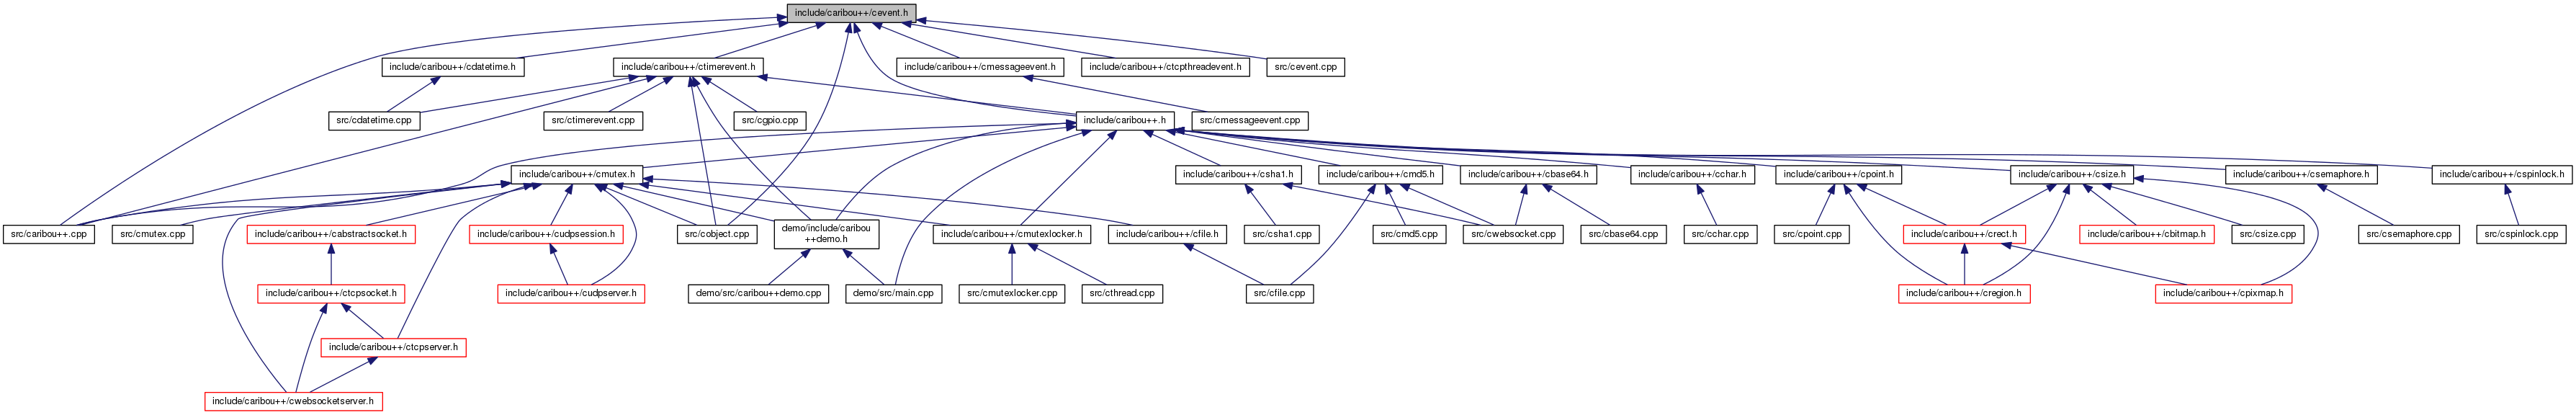 include/caribou++/cevent.h
include/caribou++/cdatetime.h
include/caribou++/ctimerevent.h
include/caribou++/cmessageevent.h
include/caribou++/ctcpthreadevent.h
src/cevent.cpp
src/cdatetime.cpp
src/ctimerevent.cpp
src/cgpio.cpp
include/caribou++.h
src/cmessageevent.cpp
include/caribou++/cmutex.h
include/caribou++/csha1.h
include/caribou++/cmd5.h
include/caribou++/cbase64.h
include/caribou++/cchar.h
include/caribou++/cpoint.h
include/caribou++/csize.h
include/caribou++/csemaphore.h
include/caribou++/cspinlock.h
src/caribou++.cpp
src/cmutex.cpp
include/caribou++/cabstractsocket.h
include/caribou++/cudpsession.h
src/cobject.cpp
demo/include/caribou
++demo.h
include/caribou++/cmutexlocker.h
include/caribou++/cfile.h
src/csha1.cpp
src/cmd5.cpp
src/cwebsocket.cpp
src/cbase64.cpp
src/cchar.cpp
src/cpoint.cpp
include/caribou++/crect.h
include/caribou++/cbitmap.h
src/csize.cpp
src/csemaphore.cpp
src/cspinlock.cpp
include/caribou++/ctcpsocket.h
include/caribou++/cudpserver.h
demo/src/caribou++demo.cpp
demo/src/main.cpp
src/cmutexlocker.cpp
src/cthread.cpp
src/cfile.cpp
include/caribou++/cregion.h
include/caribou++/cpixmap.h
include/caribou++/ctcpserver.h
include/caribou++/cwebsocketserver.h